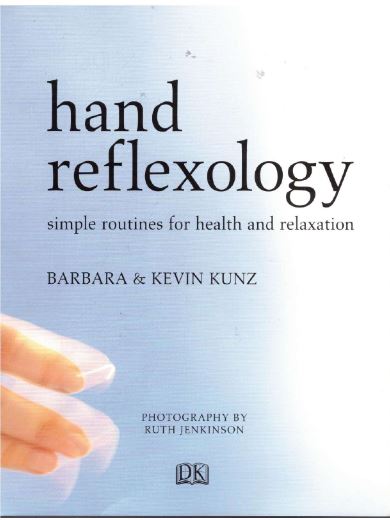 hand
reflexology
simple routines for health and relaxation
BARBARA & KEVIN KUNZ
PHOTOGRAPHY BY
RUTH JENKINSON
DK